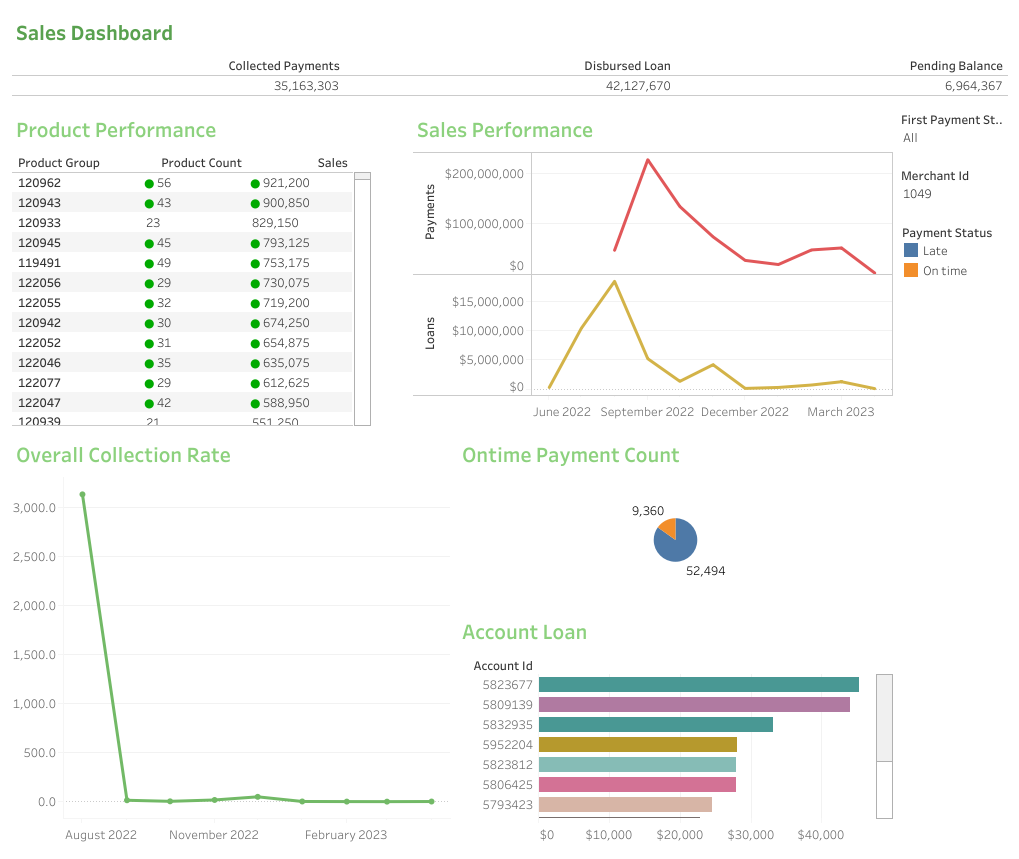 Sales Dashboard
Collected Payments Disbursed Loan Pending Balance
35,163,303 42,127,670 6,964,367
Product Performance
Product Group Product Count Sales
120962 56 921,200
120943 43 900,850
120933 23 829,150
120945 45 793,125
119491 49 753,175
122056 29 730,075
122055 32 719,200
120942 30 674,250
122052 31 654,875
122046 35 635,075
122077 29 612,625
122047 42 588,950
120939 21 551,250
Sales Performance
Payments
$200,000,000
$100,000,000
$0
Loans
$15,000,000
$10,000,000
$5,000,000
$0
June 2022 September 2022 December 2022 March 2023
First Payment St..
All
Merchant Id
1049
Payment Status
Late
On time
Overall Collection Rate
3,000.0
2,500.0
2,000.0
1,500.0
1,000.0
500.0
0.0
August 2022 November 2022 February 2023
Ontime Payment Count
9,360
52,494
Account Loan
Account Id
5823677
5809139
5832935
5952204
5823812
5806425
5793423
$0 $10,000 $20,000 $30,000 $40,000